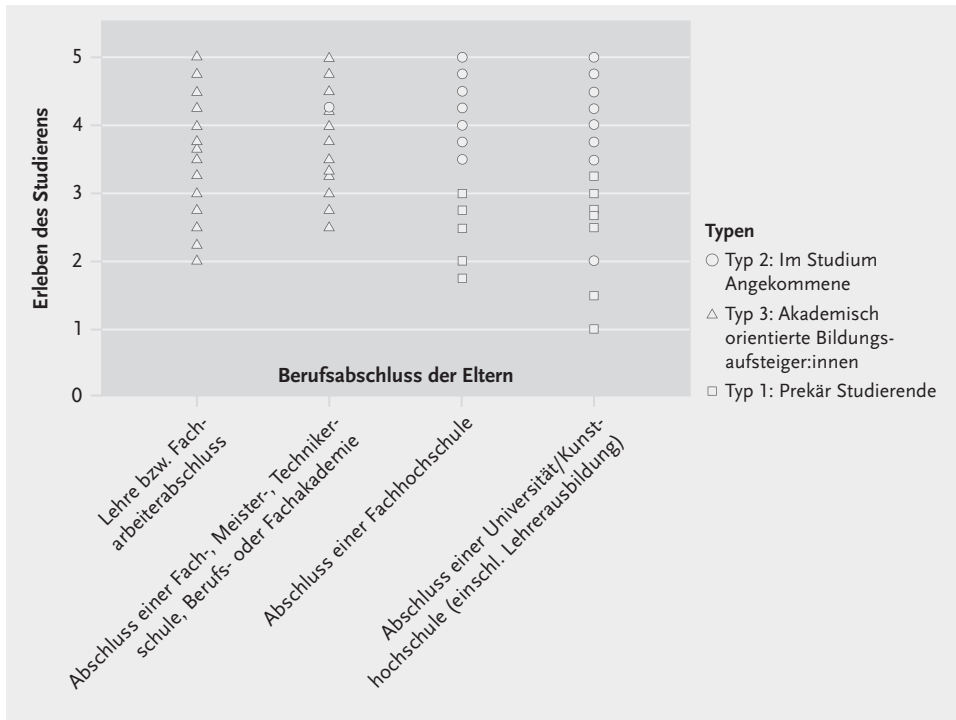 5
4
3
2
1
0
Erleben des Studierens
Berufsabschluss der Eltern
Lehre bzw. Fach-
arbeiterabschluss
Abschluss einer Fach-, Meister-, Techniker-
schule, Berufs- oder Fachakademie
Abschluss einer Fachhochschule
Abschluss einer Universität/Kunst-
hochschule (einschl. Lehrerausbildung)
Typen
Typ 2: Im Studium
Angekommene
Typ 3: Akademisch
orientierte Bildungs-
aufsteiger:innen
Typ 1: Prekär Studierende